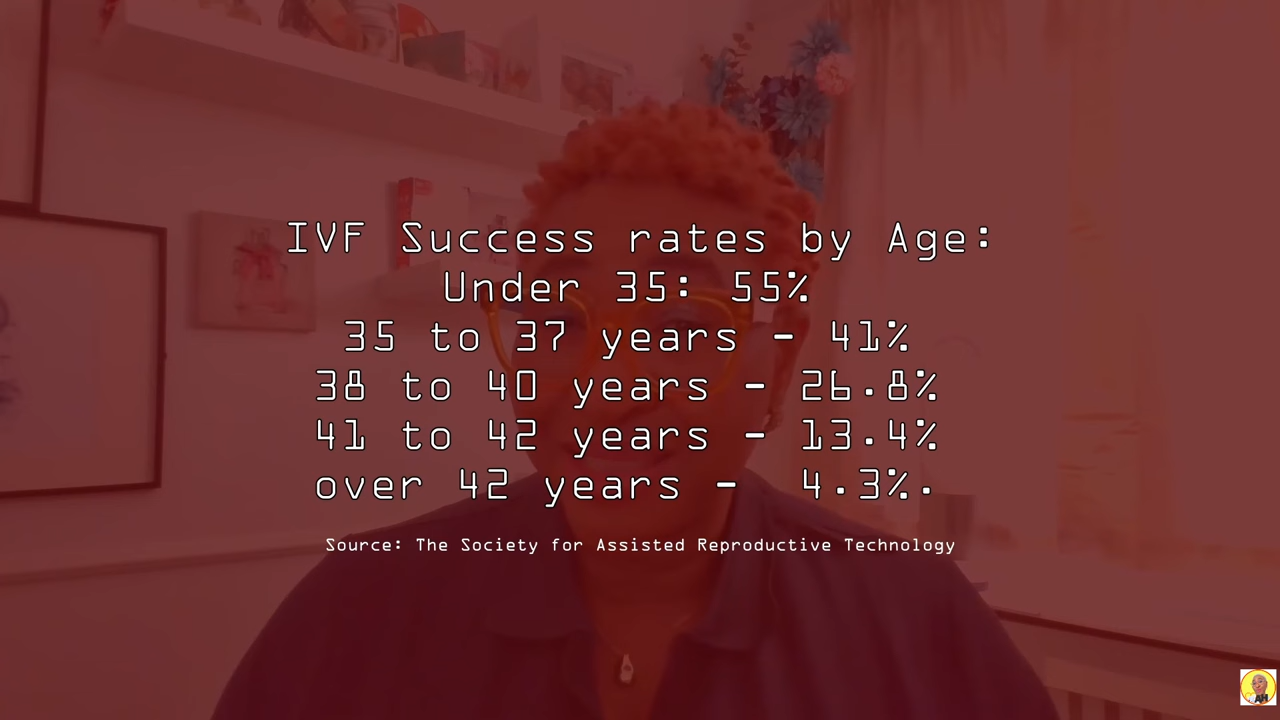 IVF Success rates by Age:
Under 35: 55%
35 to 37 years - 41%
38 to 40 years - 26.8%
41 to 42 years - 13.4%
over 42 years - 4.3%.
Source: The Society for Assisted Reproductive Technology
AH